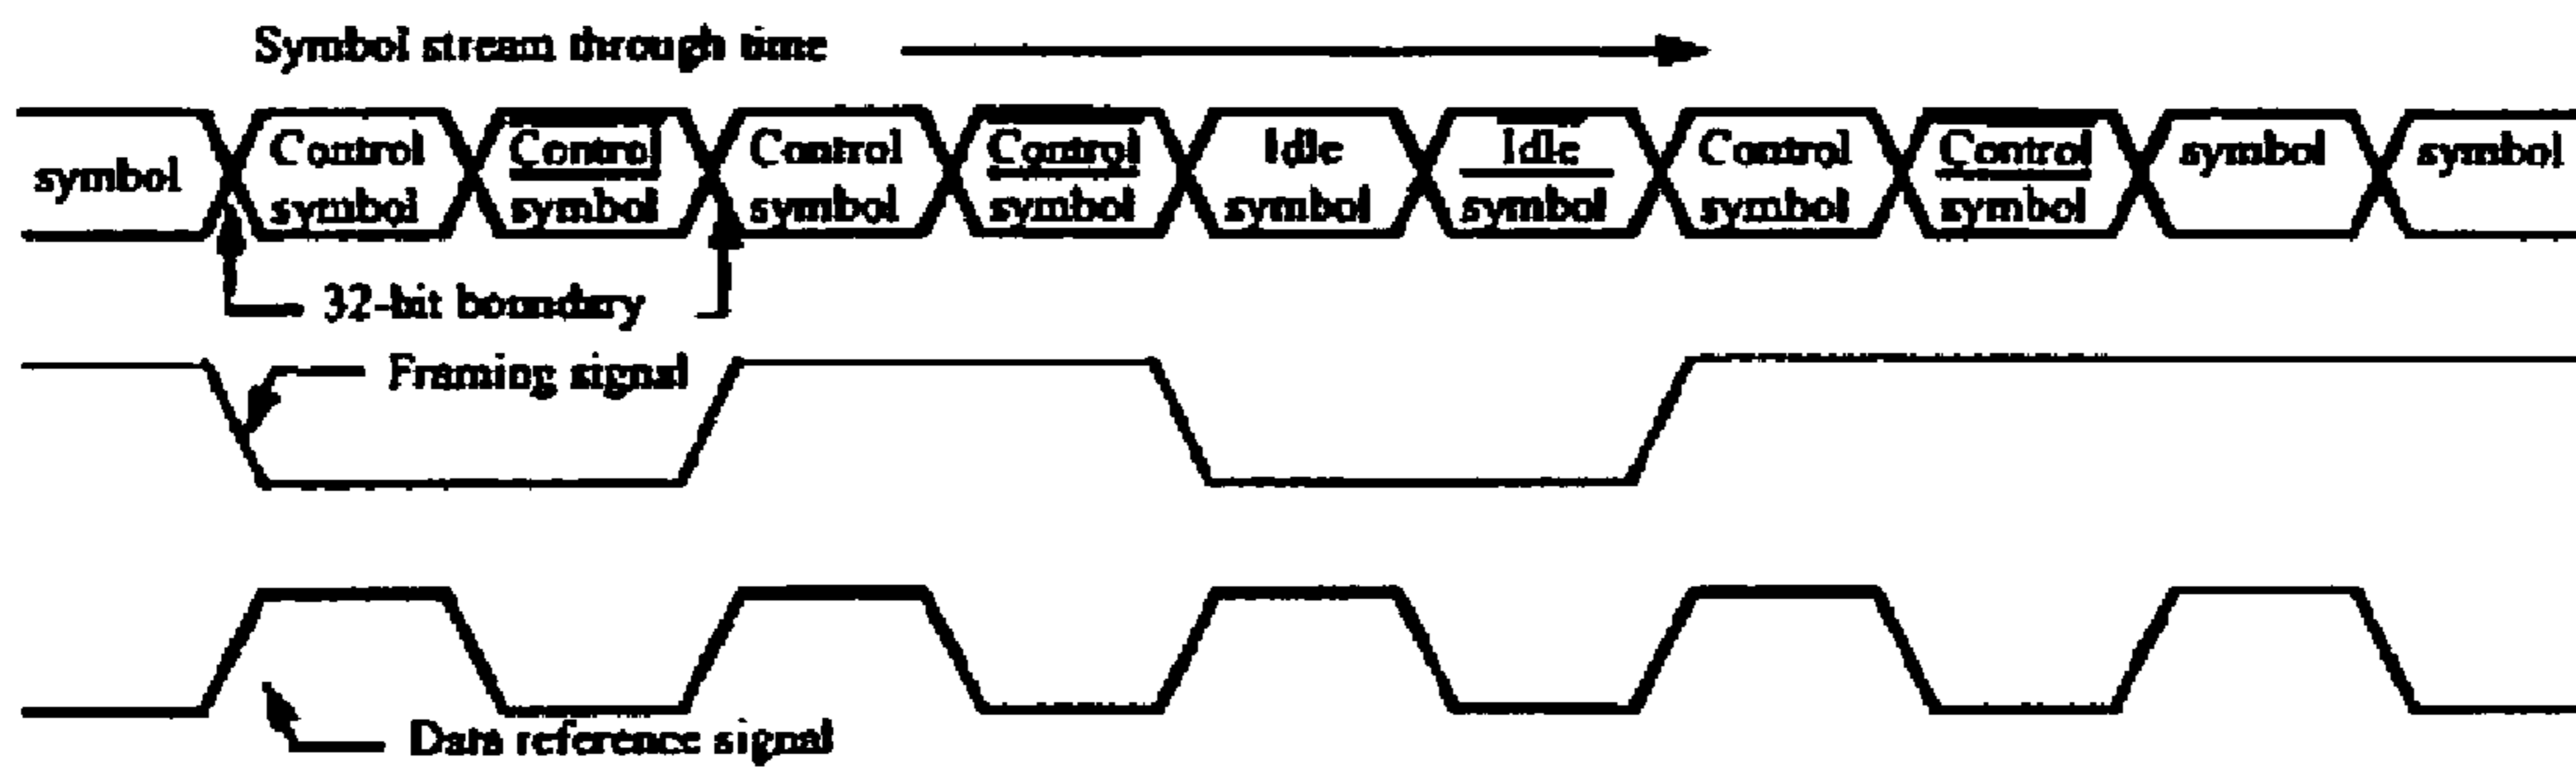 Symbol stream through time
symbol Control Control Control Control Idle Idle Control Control symbol symbol
symbol symbol symbol symbol symbol symbol symbol symbol
32-bit boundary
Framing signal
Data reference signal